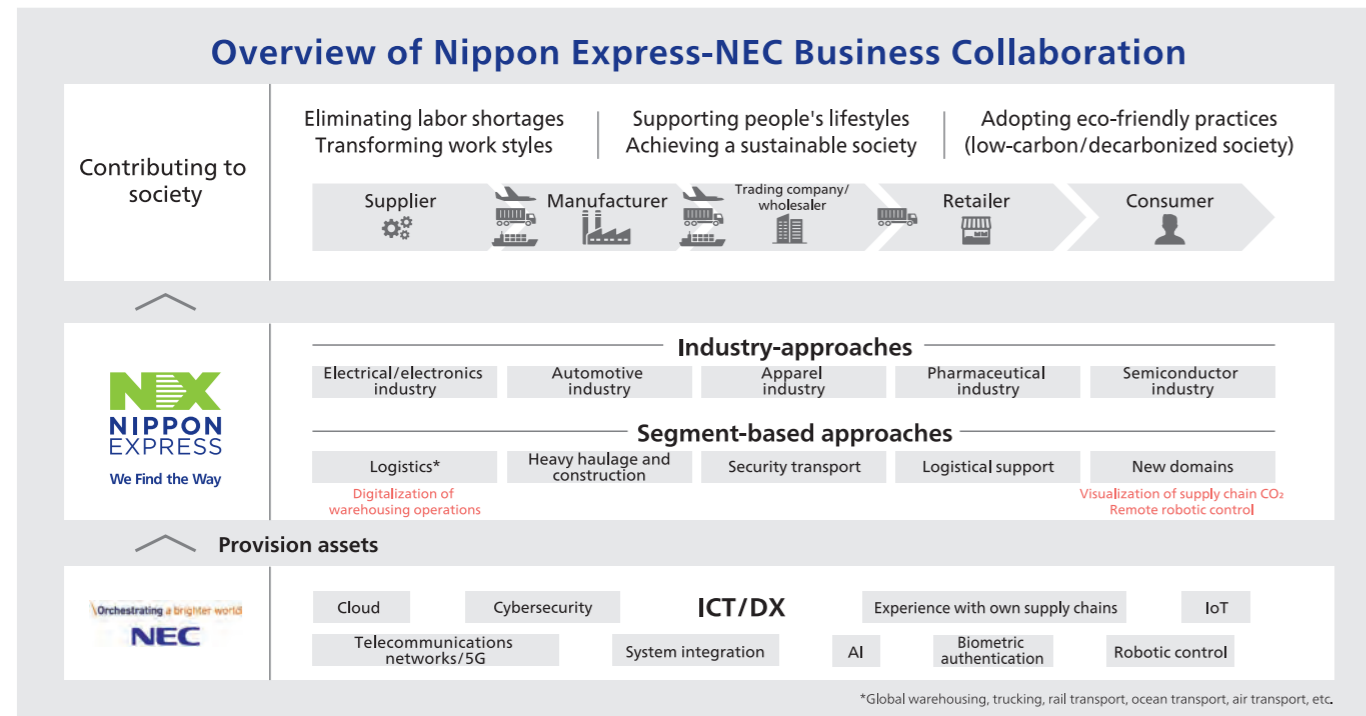 Overview of Nippon Express-NEC Business Collaboration
Contributing to
society
Eliminating labor shortages
Transforming work styles
Supporting people's lifestyles
Achieving a sustainable society
Adopting eco-friendly practices
(low-carbon/decarbonized society)
Supplier
Manufacturer
Trading company/
wholesaler
Retailer
Consumer
NX
NIPPON
EXPRESS
We Find the Way
Industry-approaches
Electrical/electronics
industry
Automotive
industry
Apparel
industry
Pharmaceutical
industry
Semiconductor
industry
Segment-based approaches
Logistics*
Heavy haulage and
construction
Security transport
Logistical support
New domains
Digitalization of
warehousing operations
Visualization of supply chain CO₂
Remote robotic control
Provision assets
\Orchestrating a brighter world
NEC
Cloud
Cybersecurity
ICT/DX
Experience with own supply chains
IoT
Telecommunications
networks/5G
System integration
AI
Biometric
authentication
Robotic control
*Global warehousing, trucking, rail transport, ocean transport, air transport, etc.